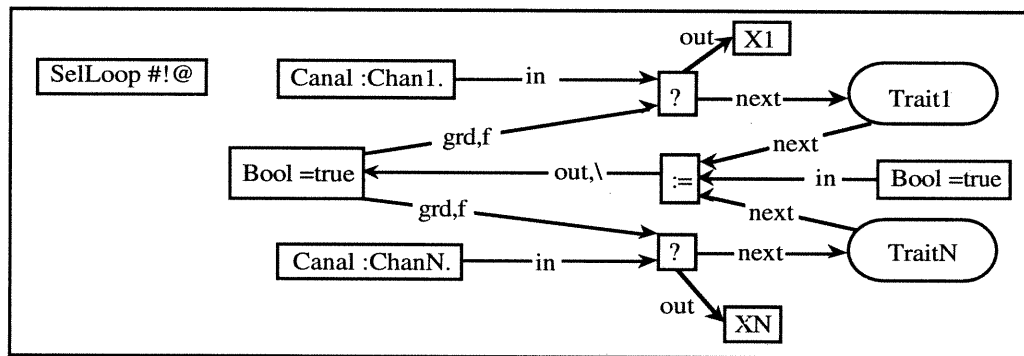 out
X1
SelLoop #!@
Canal :Chan1.
in
?
next
Trait1
grd,f
next
Bool =true
out,\
:=
in
Bool =true
grd,f
next
Canal :ChanN.
in
?
next
TraitN
out
XN